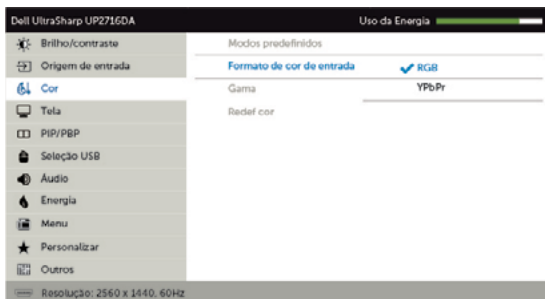 Dell UltraSharp UP2716DA Uso da Energia
Brilho/contraste Modos predefinidos
Origem de entrada Formato de cor de entrada RGB
Cor Gama YPbPr
Tela Redef cor
PIP/PBP
Seleção USB
Áudio
Energia
Menu
Personalizar
Outros
Resolução: 2560 x 1440, 60Hz